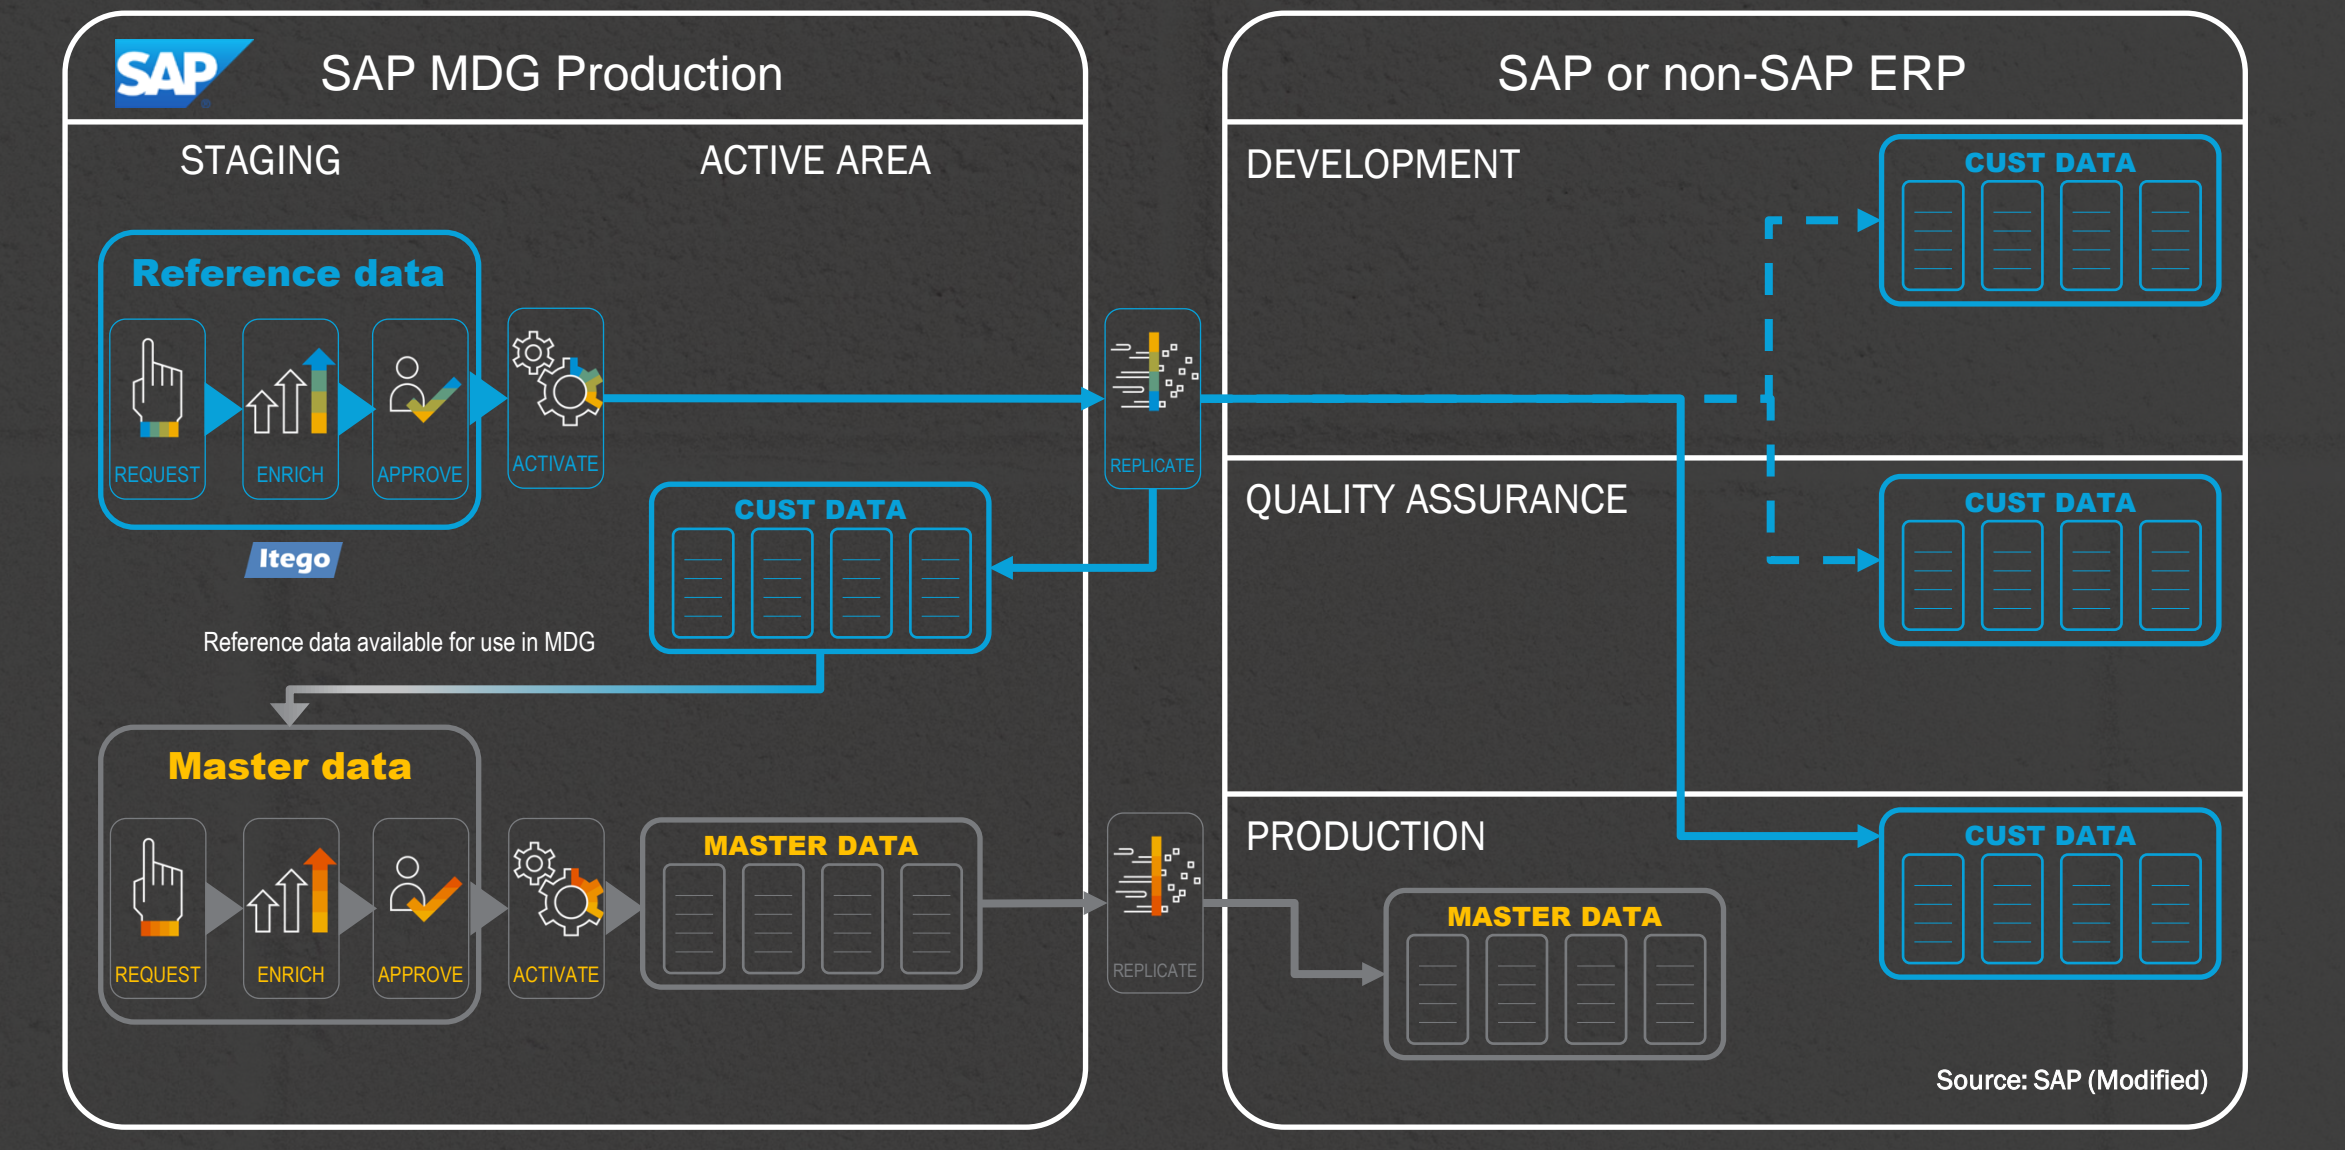 SAP
SAP MDG Production
STAGING
ACTIVE AREA
Reference data
REQUEST
ENRICH
APPROVE
ACTIVATE
REPLICATE
CUST DATA
Itego
Reference data available for use in MDG
Master data
REQUEST
ENRICH
APPROVE
ACTIVATE
MASTER DATA
REPLICATE
SAP or non-SAP ERP
DEVELOPMENT
CUST DATA
QUALITY ASSURANCE
CUST DATA
PRODUCTION
CUST DATA
MASTER DATA
Source: SAP (Modified)